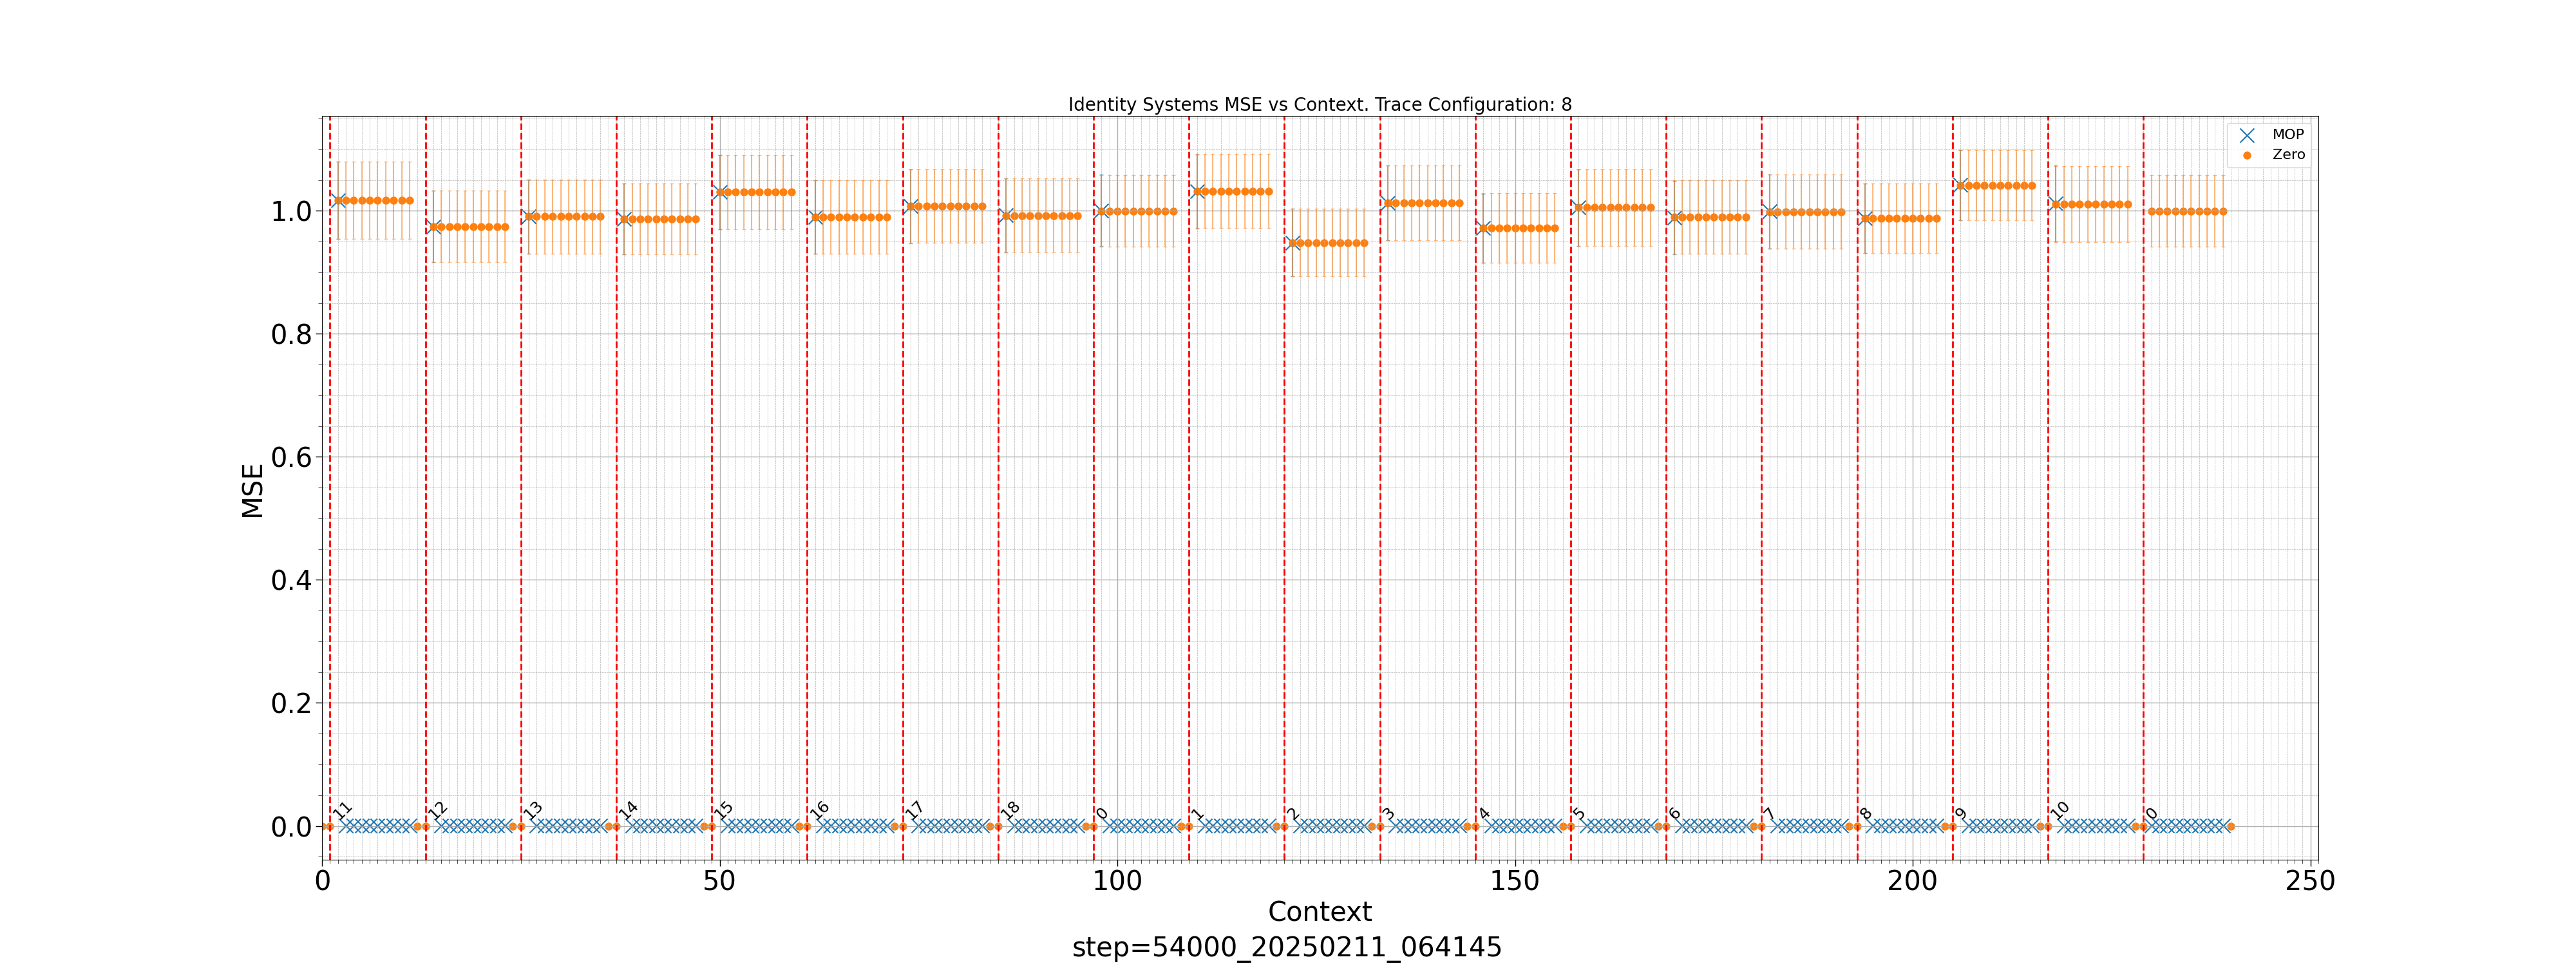 Identity Systems MSE vs Context. Trace Configuration: 8
MOP
Zero
MSE
1.0
0.8
0.6
0.4
0.2
0.0
11 12 13 14 15 16 17 18 0 1 2 3 4 5 6 7 8 9 10 0
0 50 100 150 200 250
Context
step=54000_20250211_064145